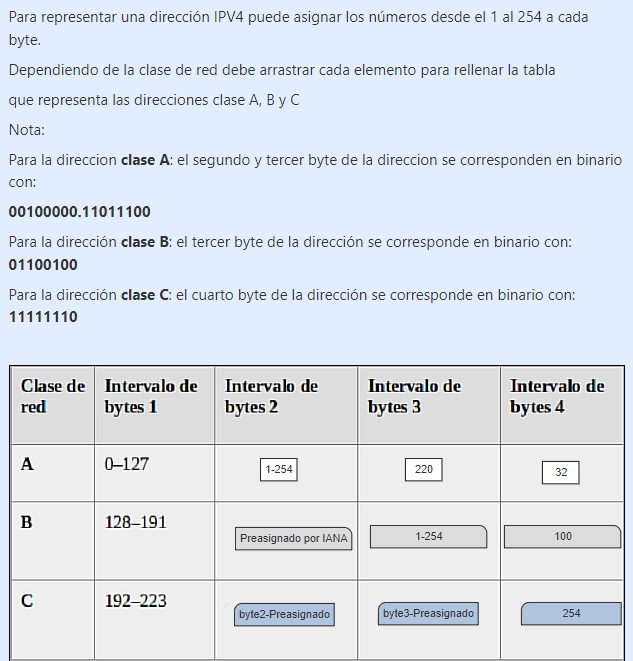 Para representar una dirección IPV4 puede asignar los números desde el 1 al 254 a cada
byte.
Dependiendo de la clase de red debe arrastrar cada elemento para rellenar la tabla
que representa las direcciones clase A, B y C
Nota:
Para la direccion clase A: el segundo y tercer byte de la direccion se corresponden en binario
con:
00100000.11011100
Para la dirección clase B: el tercer byte de la dirección se corresponde en binario con:
01100100
Para la dirección clase C: el cuarto byte de la dirección se corresponde en binario con:
11111110
Clase de red Intervalo de bytes 1 Intervalo de bytes 2 Intervalo de bytes 3 Intervalo de bytes 4
A 0–127 1-254 220 32
B 128–191 Preasignado por IANA 1-254 100
C 192–223 byte2-Preasignado byte3-Preasignado 254